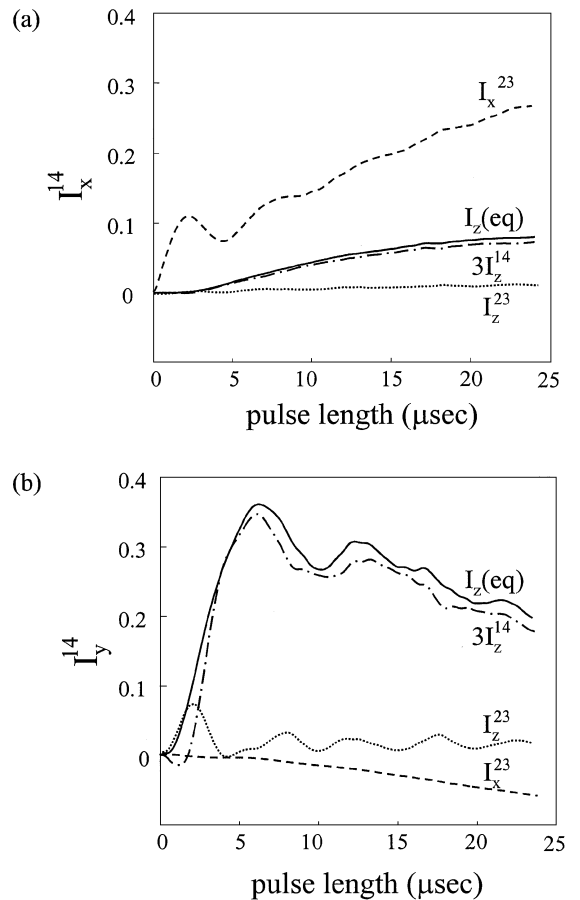 (a)
0.4
0.3
I_x^23
0.2
I_x^14
I_z(eq)
0.1
3I_z^14
0
I_z^23
0 5 10 15 20 25
pulse length (μsec)
(b)
0.4
0.3
I_z(eq)
0.2
3I_z^14
I_y^14
0.1
I_z^23
0
I_x^23
0 5 10 15 20 25
pulse length (μsec)